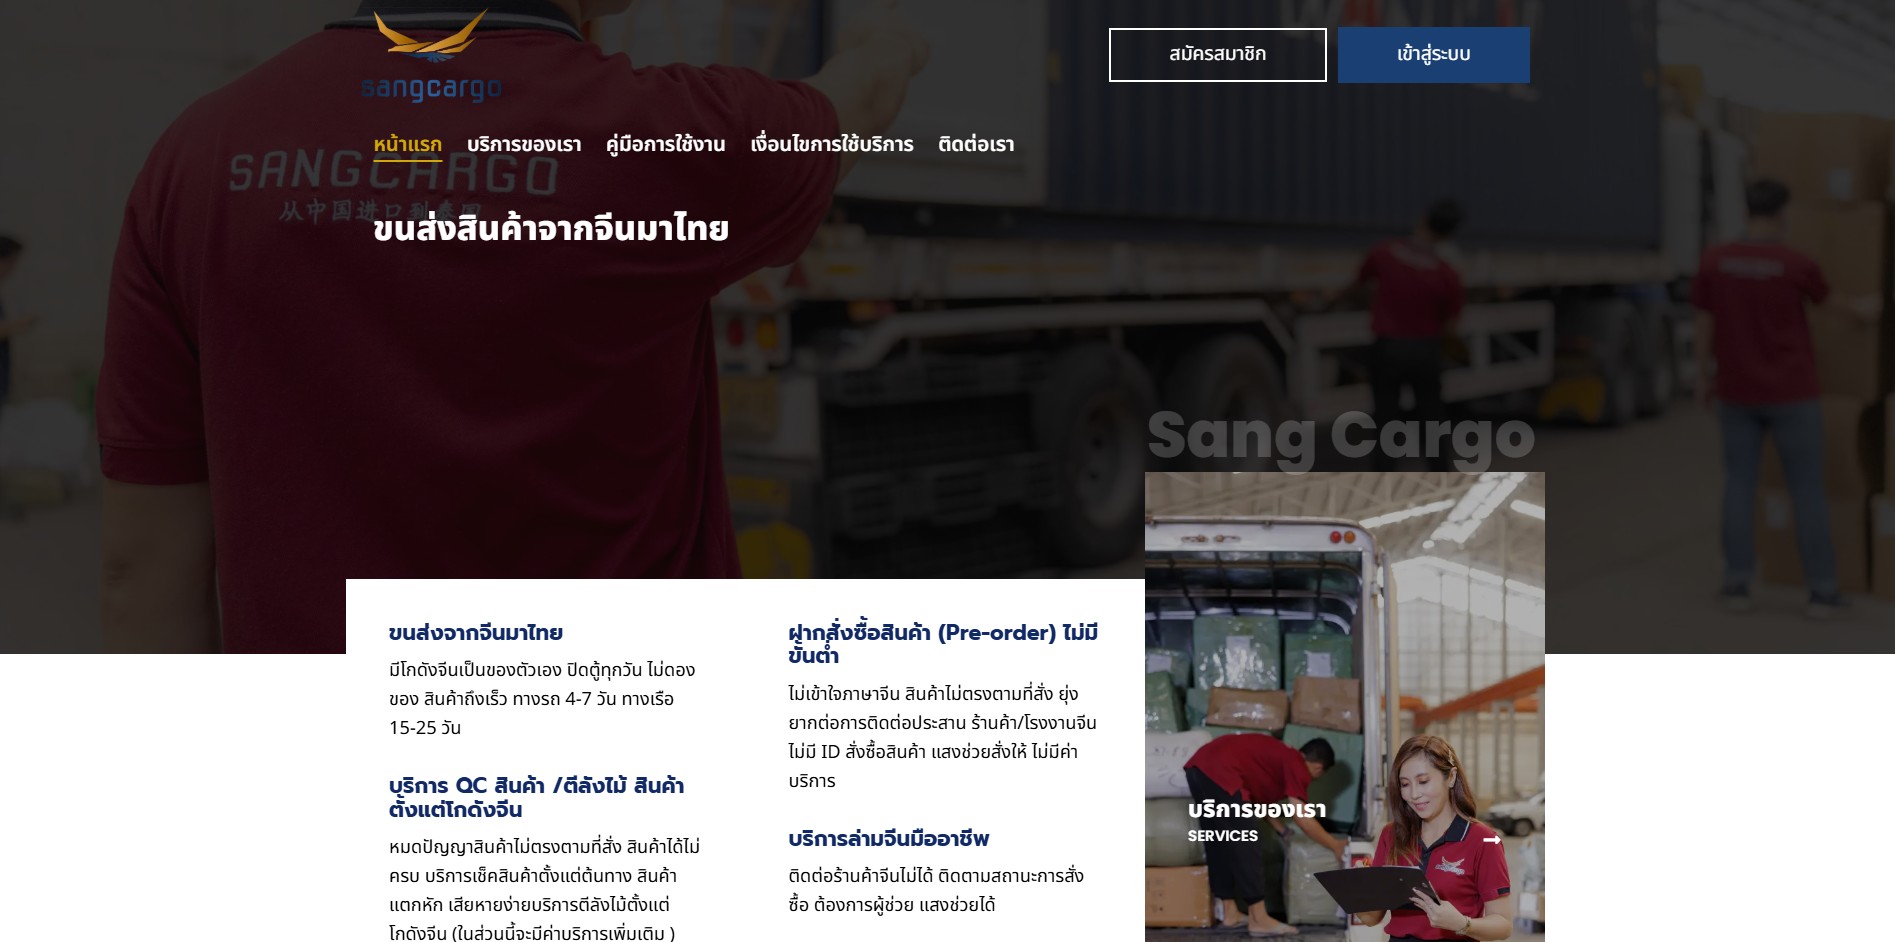 sangcargo
สมัครสมาชิก
เข้าสู่ระบบ
หน้าแรก บริการของเรา คู่มือการใช้งาน เงื่อนไขการใช้บริการ ติดต่อเรา
SANGCARGO
从中国进口到泰国
ขนส่งสินค้าจากจีนมาไทย
Sang Cargo
ขนส่งจากจีนมาไทย
มีโกดังจีนเป็นของตัวเอง ปิดตู้ทุกวัน ไม่ดอง
ของ สินค้าถึงเร็ว ทางรถ 4-7 วัน ทางเรือ
15-25 วัน
บริการ QC สินค้า /ตีลังไม้ สินค้า
ตั้งแต่โกดังจีน
หมดปัญญาสินค้าไม่ตรงตามที่สั่ง สินค้าได้ไม่
ครบ บริการเช็คสินค้าตั้งแต่ต้นทาง สินค้า
แตกหัก เสียหายง่ายบริการตีลังไม้ตั้งแต่
โกดังจีน (ในส่วนนี้จะมีค่าบริการเพิ่มเติม )
ฝากสั่งซื้อสินค้า (Pre-order) ไม่มี
ขั้นต่ำ
ไม่เข้าใจภาษาจีน สินค้าไม่ตรงตามที่สั่ง ยุ่ง
ยากต่อการติดต่อประสาน ร้านค้า/โรงงานจีน
ไม่มี ID สั่งซื้อสินค้า แสงช่วยสั่งให้ ไม่มีค่า
บริการ
บริการล่ามจีนมืออาชีพ
ติดต่อร้านค้าจีนไม่ได้ ติดตามสถานะการสั่ง
ซื้อ ต้องการผู้ช่วย แสงช่วยได้
บริการของเรา
SERVICES